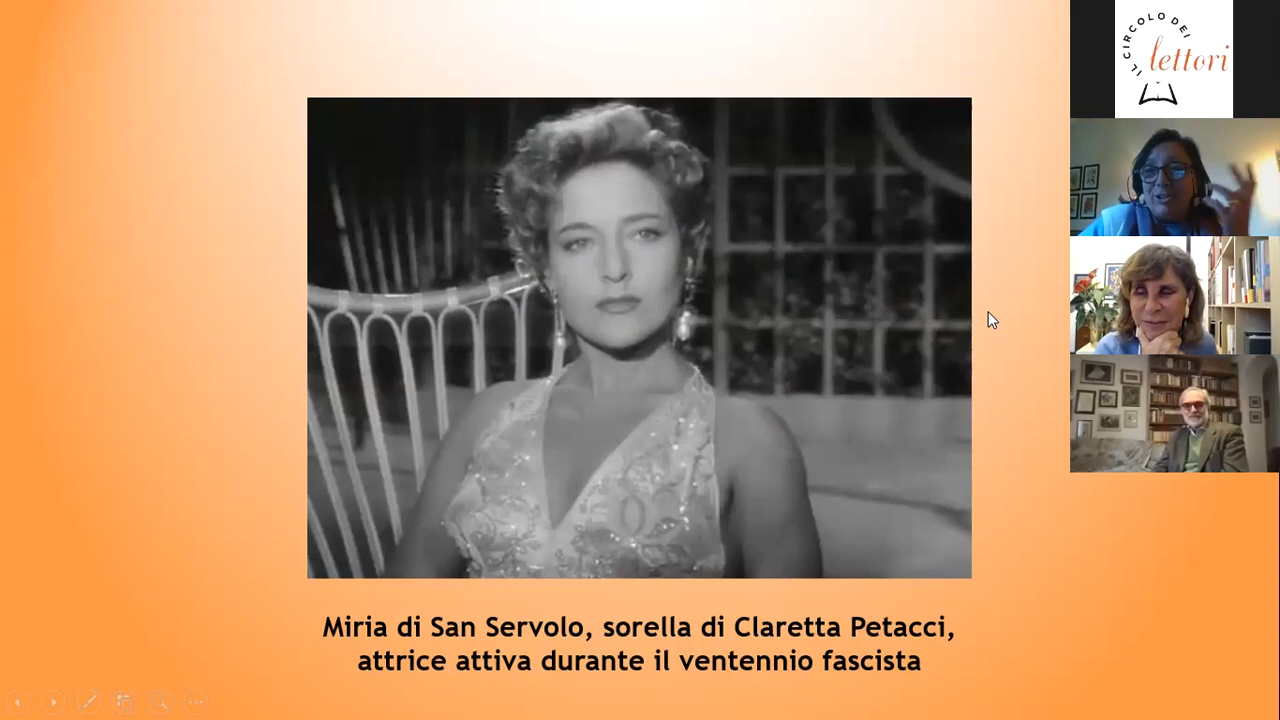 IL CIRCOLO DEI
lettori
Miria di San Servolo, sorella di Claretta Petacci,
attrice attiva durante il ventennio fascista